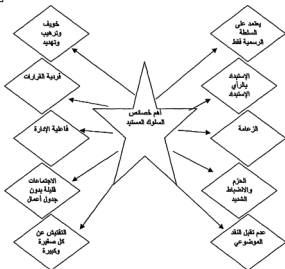 يعتمد على
السلطة
الرسمية فقط
خويف
وترهيب
وتهديد
أهم خصائص
السلوك المستبد
الإستبداد
بالرأي
الإستبداد
فردية القرارات
الزعامة
فاعلية الإدارة
الحزم
والانضباط
الشديد
الاجتماعات
قليلة بدون
جدول أعمال
عدم تقبل النقد
الموضوعي
التفتيش عن
كل صغيرة
وكبيرة